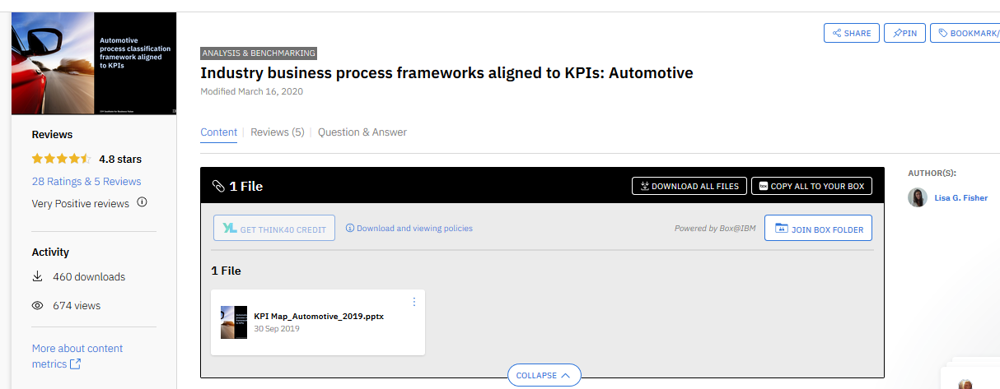 Automotive
process classification
framework aligned
to KPIs
SHARE
PIN
BOOKMARK/
ANALYSIS & BENCHMARKING
Industry business process frameworks aligned to KPIs: Automotive
Modified March 16, 2020
Content | Reviews (5) | Question & Answer
Reviews
4.8 stars
28 Ratings & 5 Reviews
Very Positive reviews
Activity
460 downloads
674 views
More about content
metrics
1 File
DOWNLOAD ALL FILES
box COPY ALL TO YOUR BOX
YL GET THINK40 CREDIT
Download and viewing policies
Powered by Box@IBM
JOIN BOX FOLDER
1 File
KPI Map_Automotive_2019.pptx
30 Sep 2019
COLLAPSE
AUTHOR(S):
Lisa G. Fisher